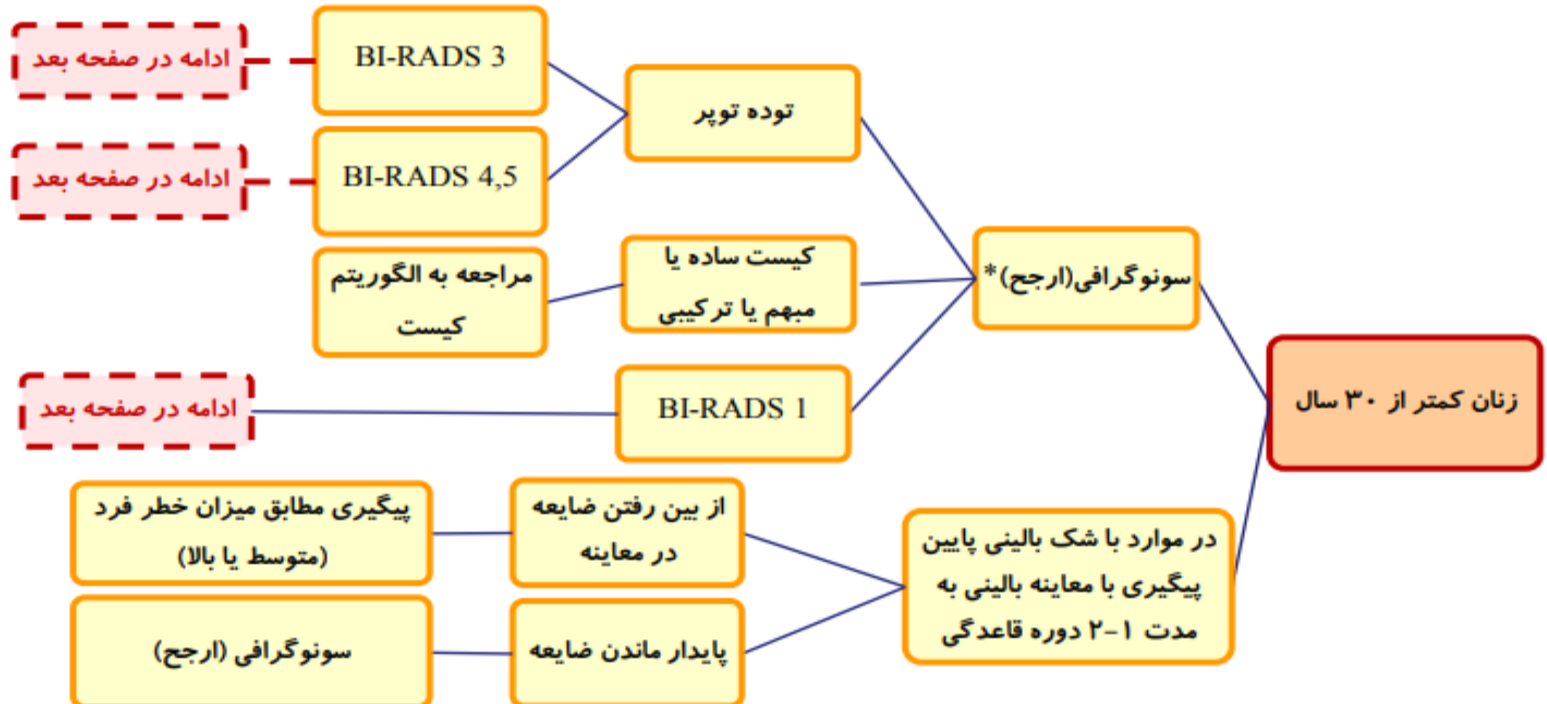 زنان کمتر از ۳۰ سال
سونوگرافی(ارجح)*
توده توپر
BI-RADS 3
ادامه در صفحه بعد
BI-RADS 4,5
ادامه در صفحه بعد
کیست ساده یا
مبهم یا ترکیبی
مراجعه به الگوریتم
کیست
BI-RADS 1
ادامه در صفحه بعد
در موارد با شک بالینی پایین
پیگیری با معاینه بالینی به
مدت ۱-۲ دوره قاعدگی
از بین رفتن ضایعه
در معاینه
پیگیری مطابق میزان خطر فرد
(متوسط یا بالا)
پایدار ماندن ضایعه
سونوگرافی (ارجح)